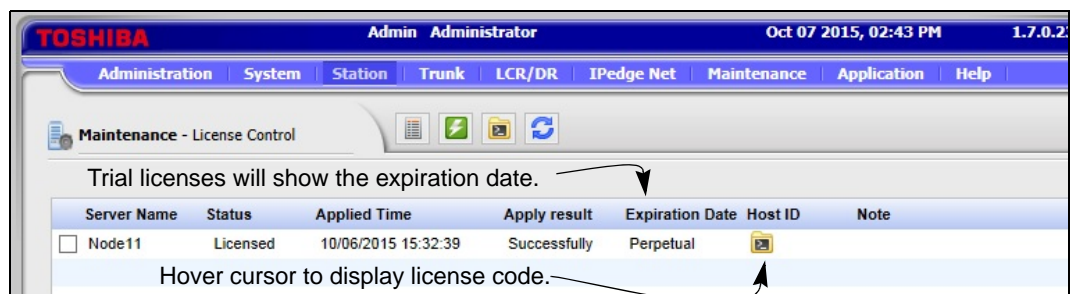 TOSHIBA Admin Administrator Oct 07 2015, 02:43 PM
Administration System Station Trunk LCR/DR IPedge Net Maintenance Application Help
Maintenance - License Control
Trial licenses will show the expiration date.
Server Name Status Applied Time Apply result Expiration Date Host ID Note
Node11 Licensed 10/06/2015 15:32:39 Successfully Perpetual
Hover cursor to display license code.